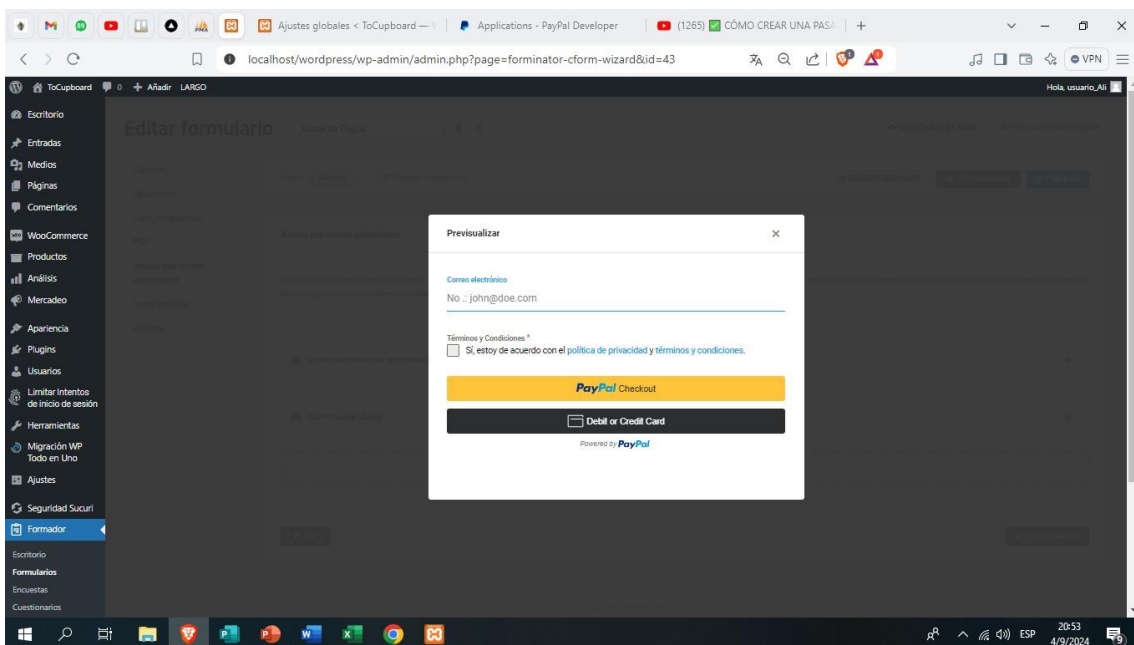 Ajustes globales < ToCupboard —
Applications - PayPal Developer
(1265) ✅ CÓMO CREAR UNA PASA
localhost/wordpress/wp-admin/admin.php?page=forminator-cform-wizard&id=43
VPN
ToCupboard 0 + Añadir LARGO
Hola, usuario_Ali
Escritorio
Entradas
Medios
Páginas
Comentarios
WooCommerce
Productos
Análisis
Mercadeo
Apariencia
Plugins
Usuarios
Limitar Intentos
de inicio de sesión
Herramientas
Migración WP
Todo en Uno
Ajustes
Seguridad Sucuri
Formador
Escritorio
Formularios
Encuestas
Cuestionarios
Editar formulario
Previsualizar
Correo electrónico
No .: john@doe.com
Términos y Condiciones *
Sí, estoy de acuerdo con el política de privacidad y términos y condiciones.
PayPal Checkout
Debit or Credit Card
Powered by PayPal
ESP
20:53
4/9/2024